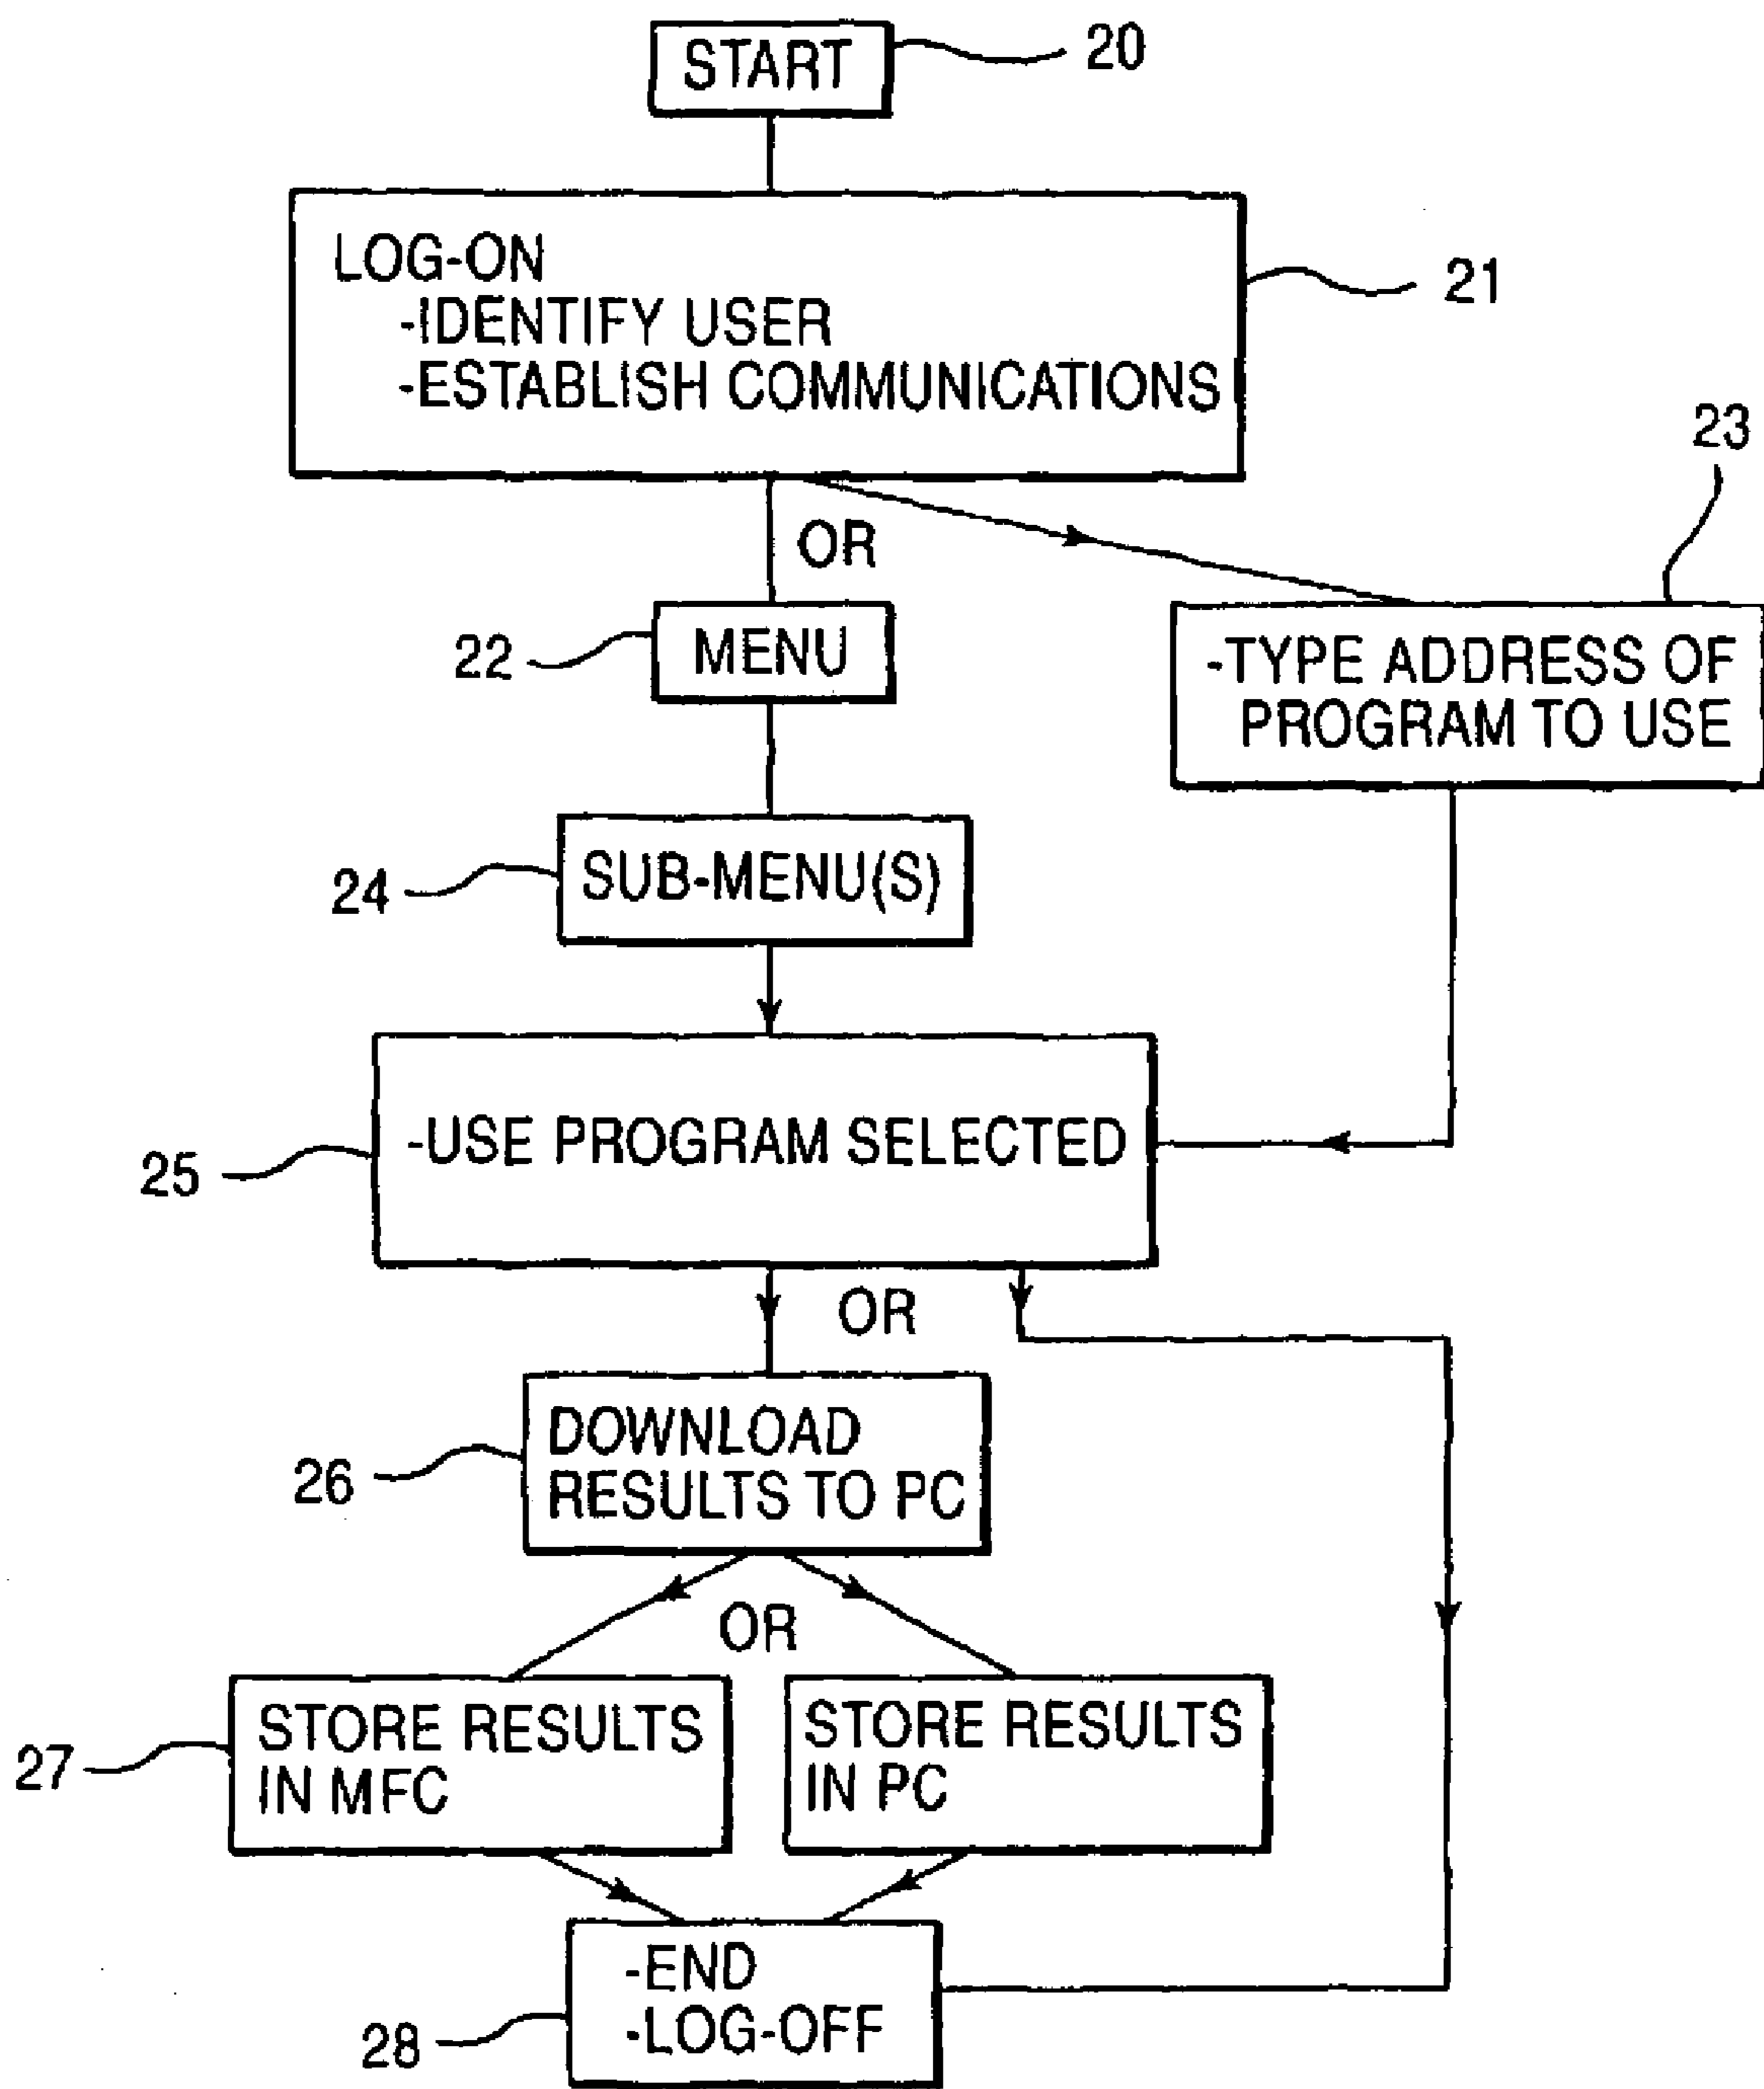 START
20
LOG-ON
-IDENTIFY USER
-ESTABLISH COMMUNICATIONS
21
OR
23
22
MENU
-TYPE ADDRESS OF
PROGRAM TO USE
24
SUB-MENU(S)
25
-USE PROGRAM SELECTED
OR
26
DOWNLOAD
RESULTS TO PC
OR
27
STORE RESULTS
IN MFC
STORE RESULTS
IN PC
28
-END
-LOG-OFF